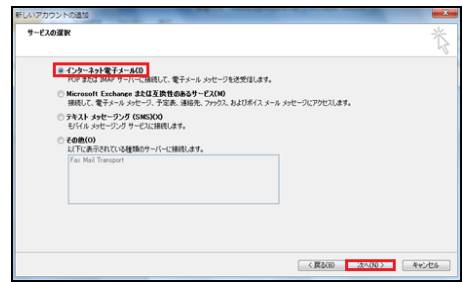 新しいアカウントの追加
サービスの選択
インターネット電子メール(I)
POP または IMAP サーバーに接続して、電子メール メッセージを送受信します。
Microsoft Exchange または互換性のあるサービス(M)
接続して、電子メール メッセージ、予定表、連絡先、ファックス、およびボイス メール メッセージにアクセスします。
テキスト メッセージング (SMS)(X)
モバイル メッセージング サービスに接続します。
その他(O)
以下に表示されている種類のサーバーに接続します。
Fax Mail Transport
< 戻る(B) 次へ(N) > キャンセル